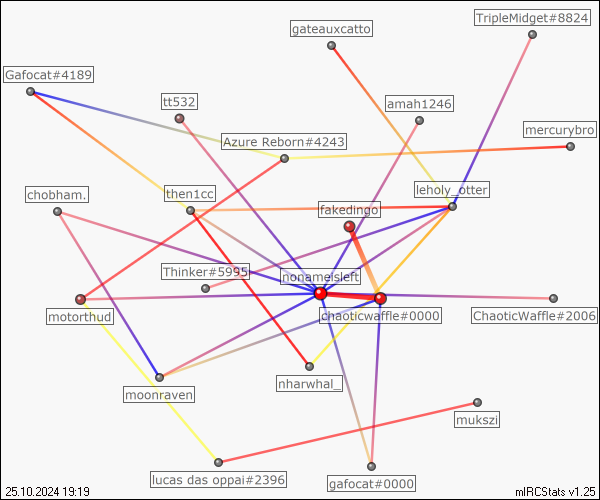 TripleMidget#8824
gateauxcatto
Gafocat#4189
tt532
amah1246
mercurybro
Azure Reborn#4243
chobham.
then1cc
leholy_otter
fakedingo
Thinker#5995
nonameisleft
motorthud
chaoticwaffle#0000
ChaoticWaffle#2006
moonraven
nharwhal_
mukszi
lucas das oppai#2396
gafocat#0000
25.10.2024 19:19
mIRCStats v1.25